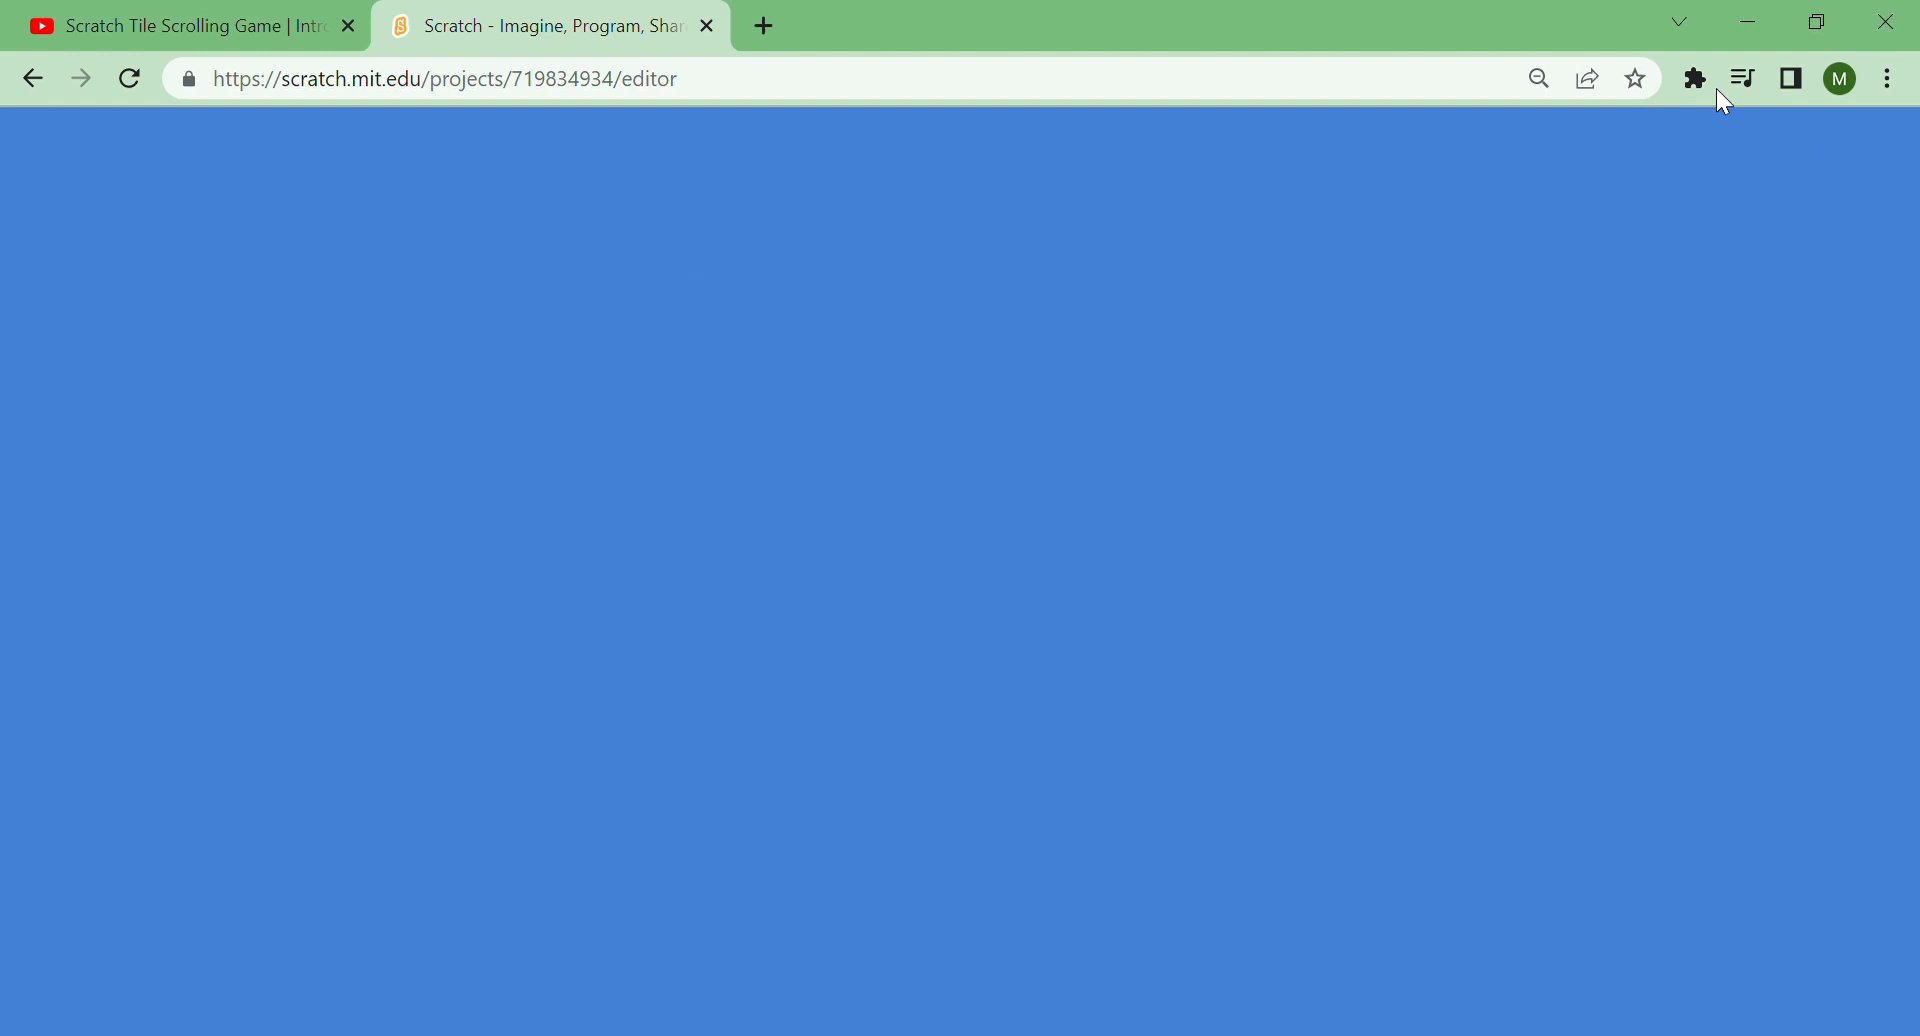 Scratch Tile Scrolling Game | Intr
Scratch - Imagine, Program, Shar
https://scratch.mit.edu/projects/719834934/editor
M